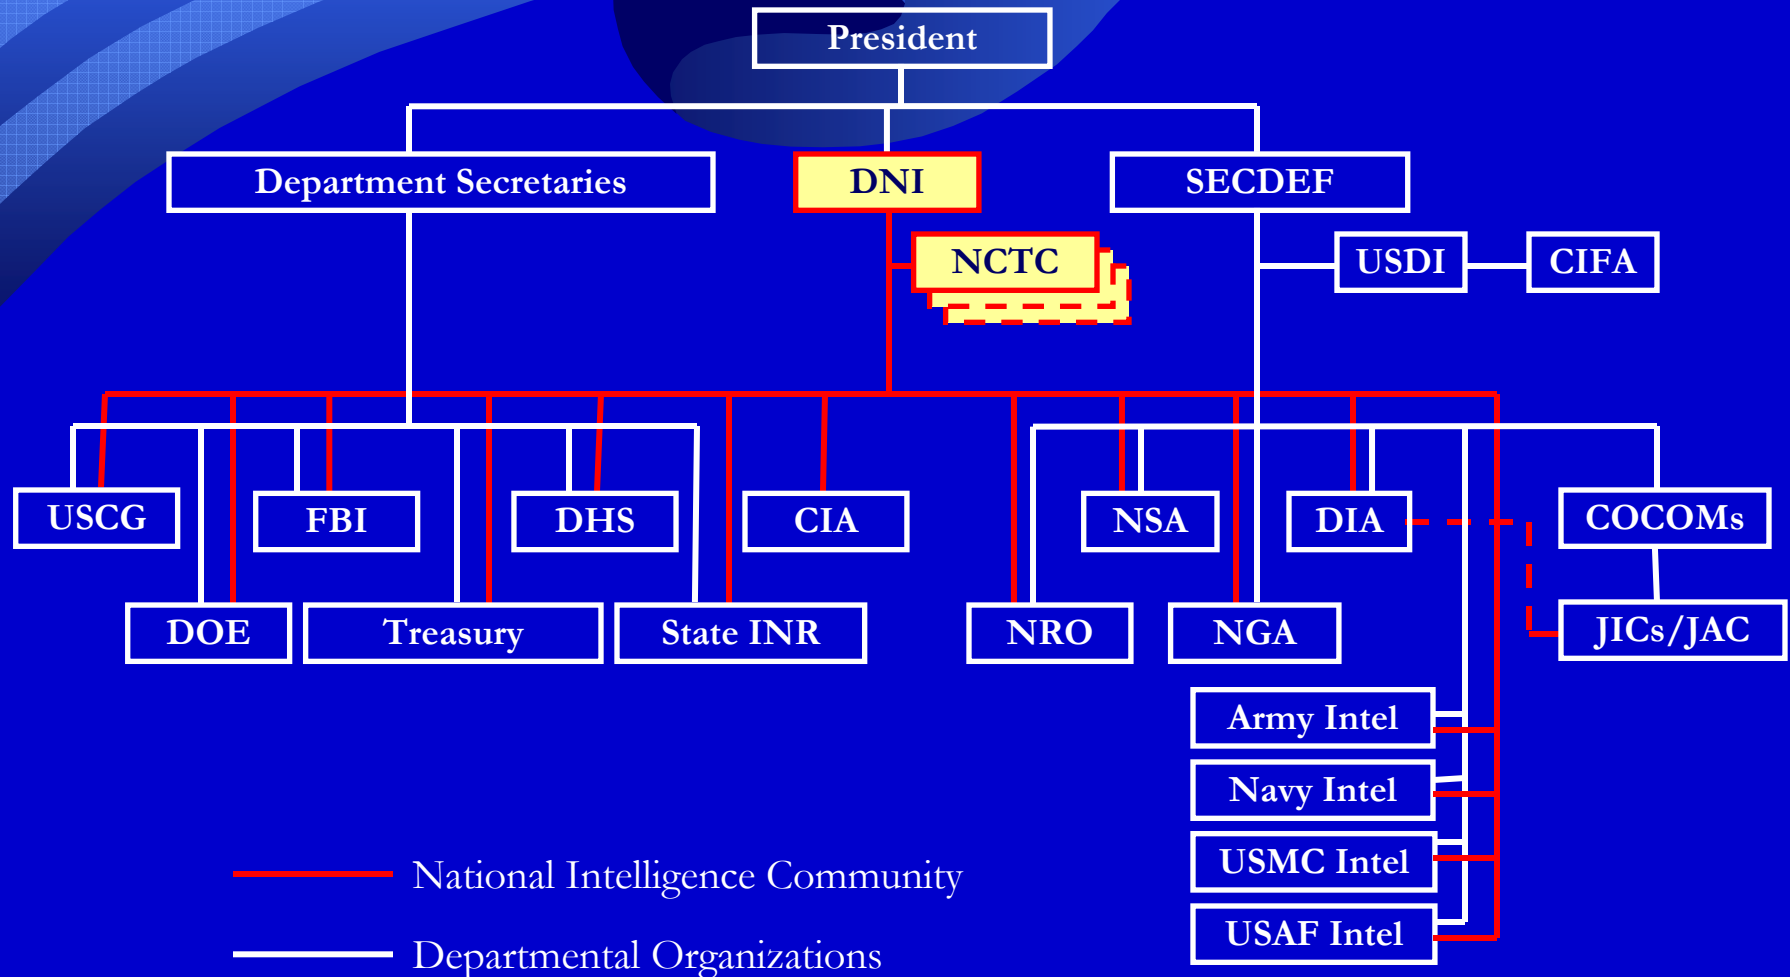 President
Department Secretaries
DNI
SECDEF
NCTC
USDI
CIFA
USCG
FBI
DHS
CIA
NSA
DIA
COCOMs
DOE
Treasury
State INR
NRO
NGA
JICs/JAC
Army Intel
Navy Intel
USMC Intel
USAF Intel
National Intelligence Community
Departmental Organizations